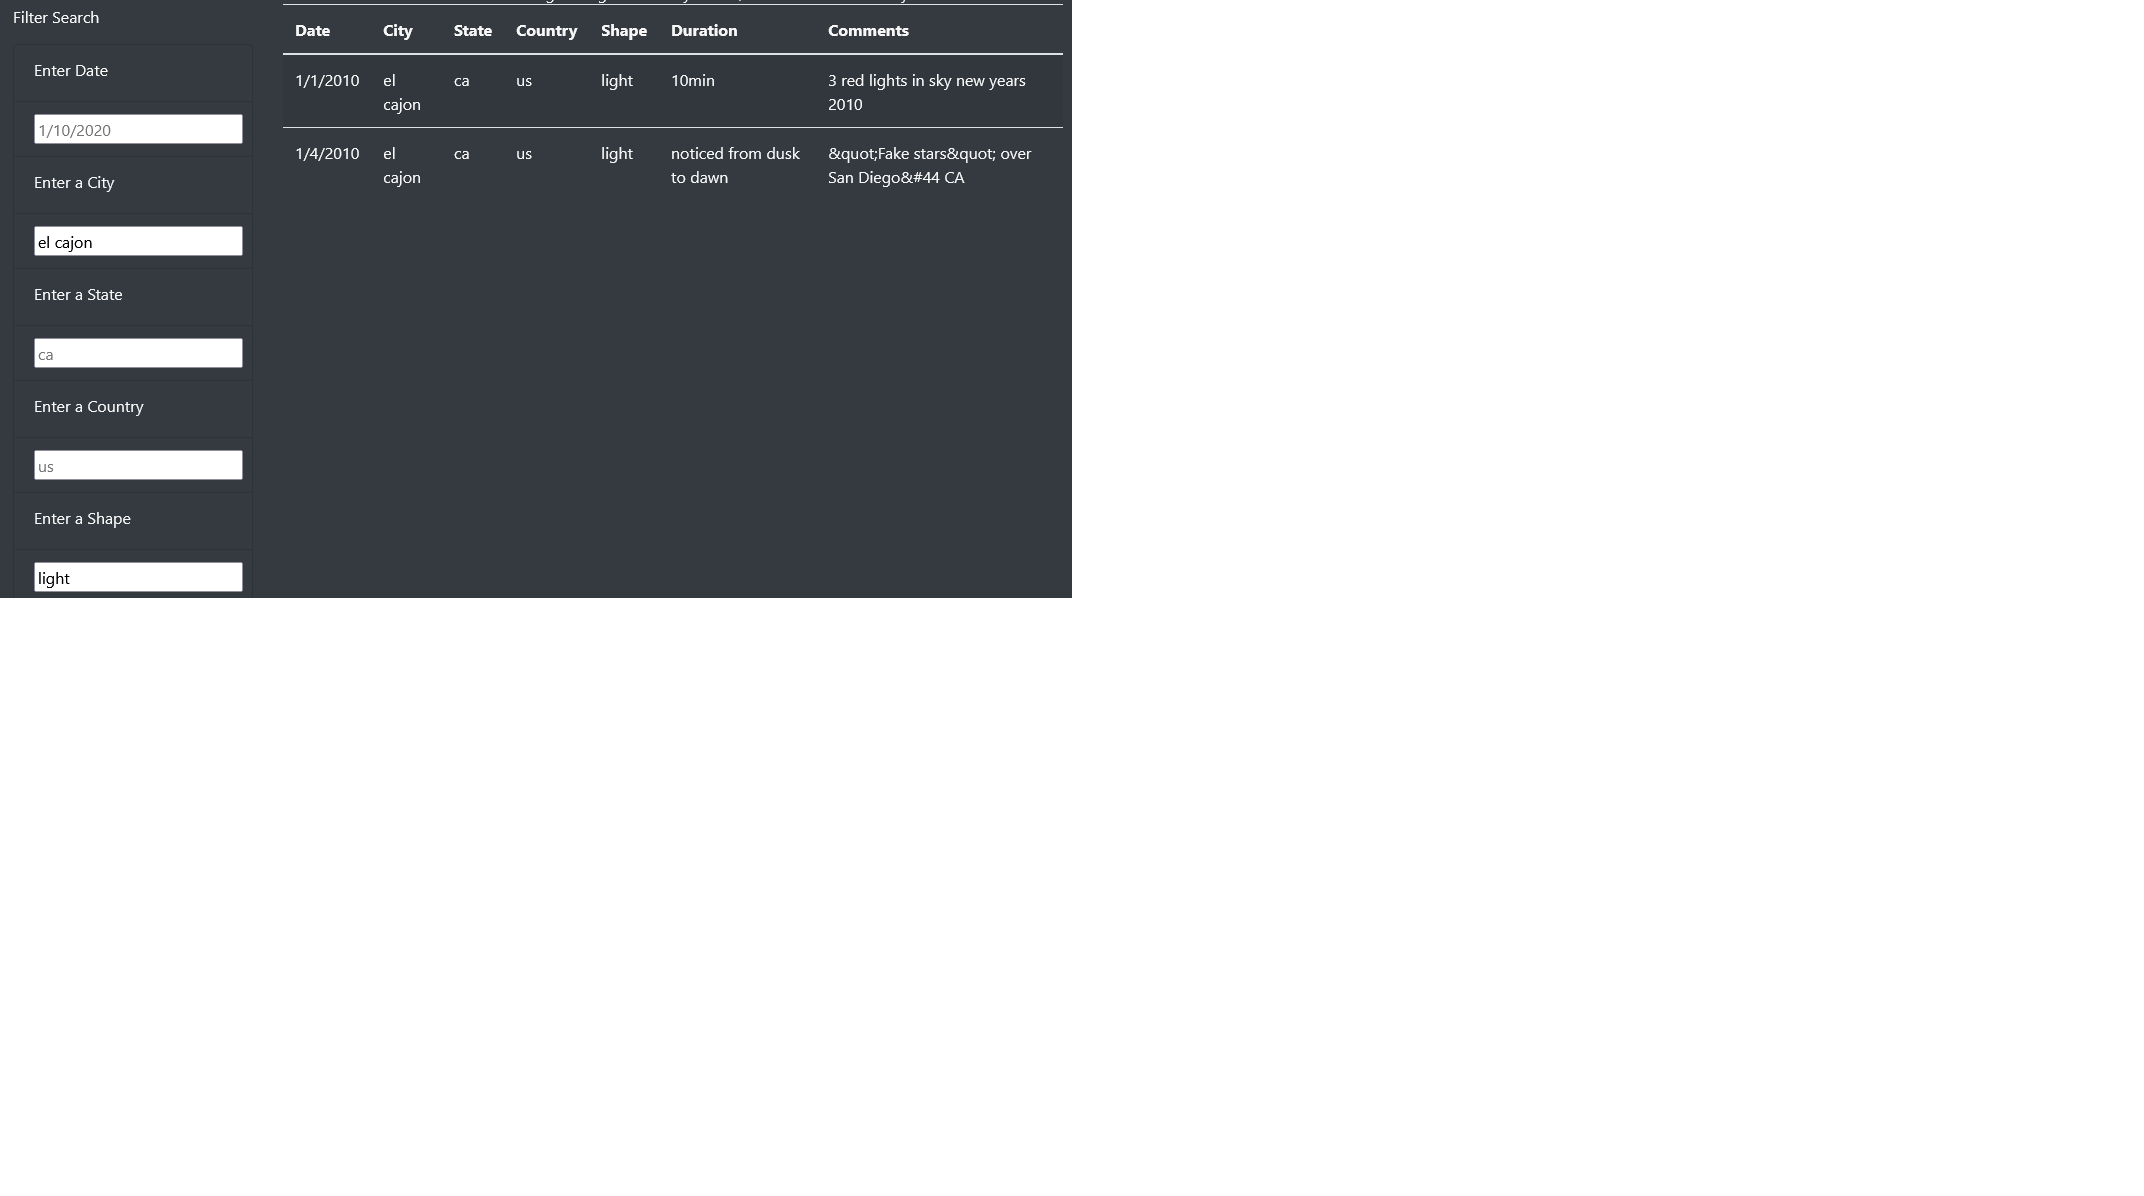 Filter Search
Enter Date
1/10/2020
Enter a City
el cajon
Enter a State
ca
Enter a Country
us
Enter a Shape
light
Date City State Country Shape Duration Comments
1/1/2010 el cajon ca us light 10min 3 red lights in sky new years 2010
1/4/2010 el cajon ca us light noticed from dusk to dawn &quot;Fake stars&quot; over San Diego&#44 CA